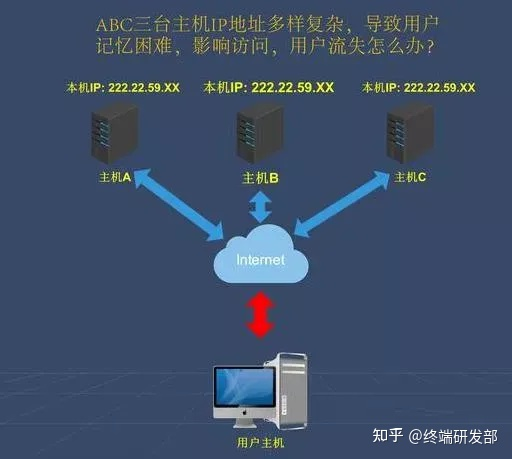 ABC三台主机IP地址多样复杂，导致用户
记忆困难，影响访问，用户流失怎么办？
本机IP: 222.22.59.XX
本机IP: 222.22.59.XX
本机IP: 222.22.59.XX
主机A
主机B
主机C
Internet
用户主机
知乎 @终端研发部